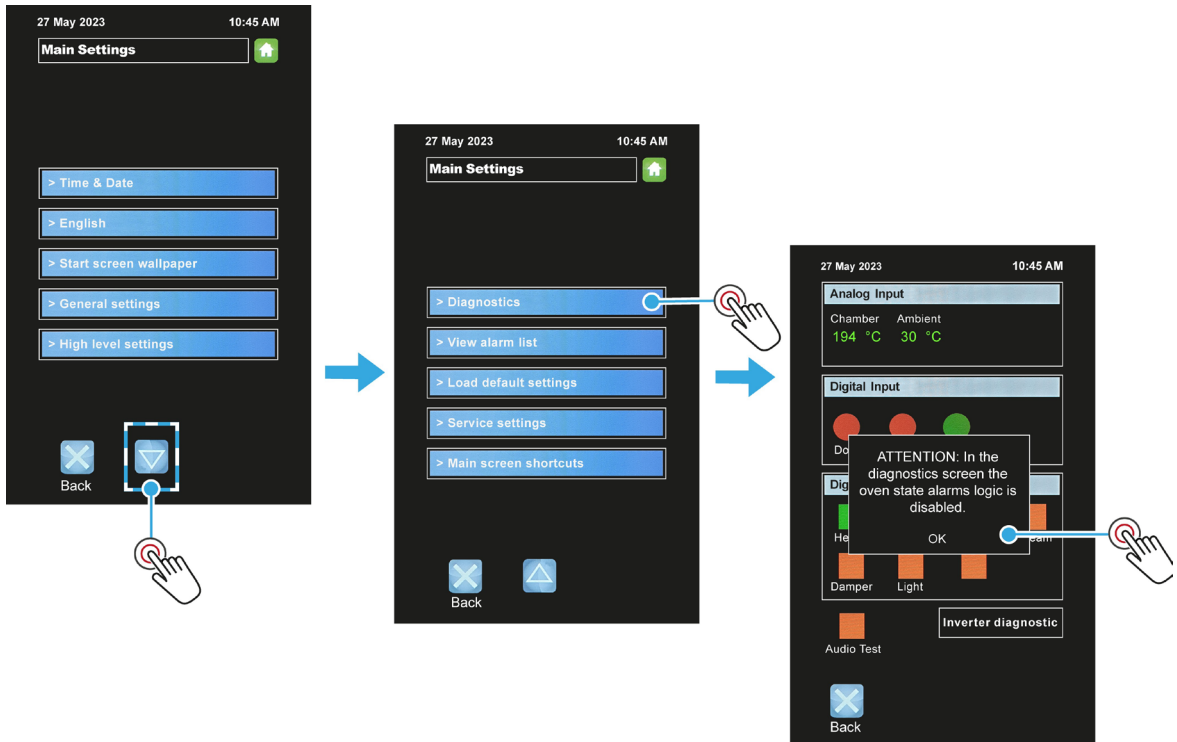 27 May 2023 10:45 AM
Main Settings
> Time & Date
> English
> Start screen wallpaper
> General settings
> High level settings
Back
27 May 2023 10:45 AM
Main Settings
> Diagnostics
> View alarm list
> Load default settings
> Service settings
> Main screen shortcuts
Back
27 May 2023 10:45 AM
Analog Input
Chamber Ambient
194 °C 30 °C
Digital Input
ATTENTION: In the
diagnostics screen the
oven state alarms logic is
disabled.
OK
Damper Light
Inverter diagnostic
Audio Test
Back